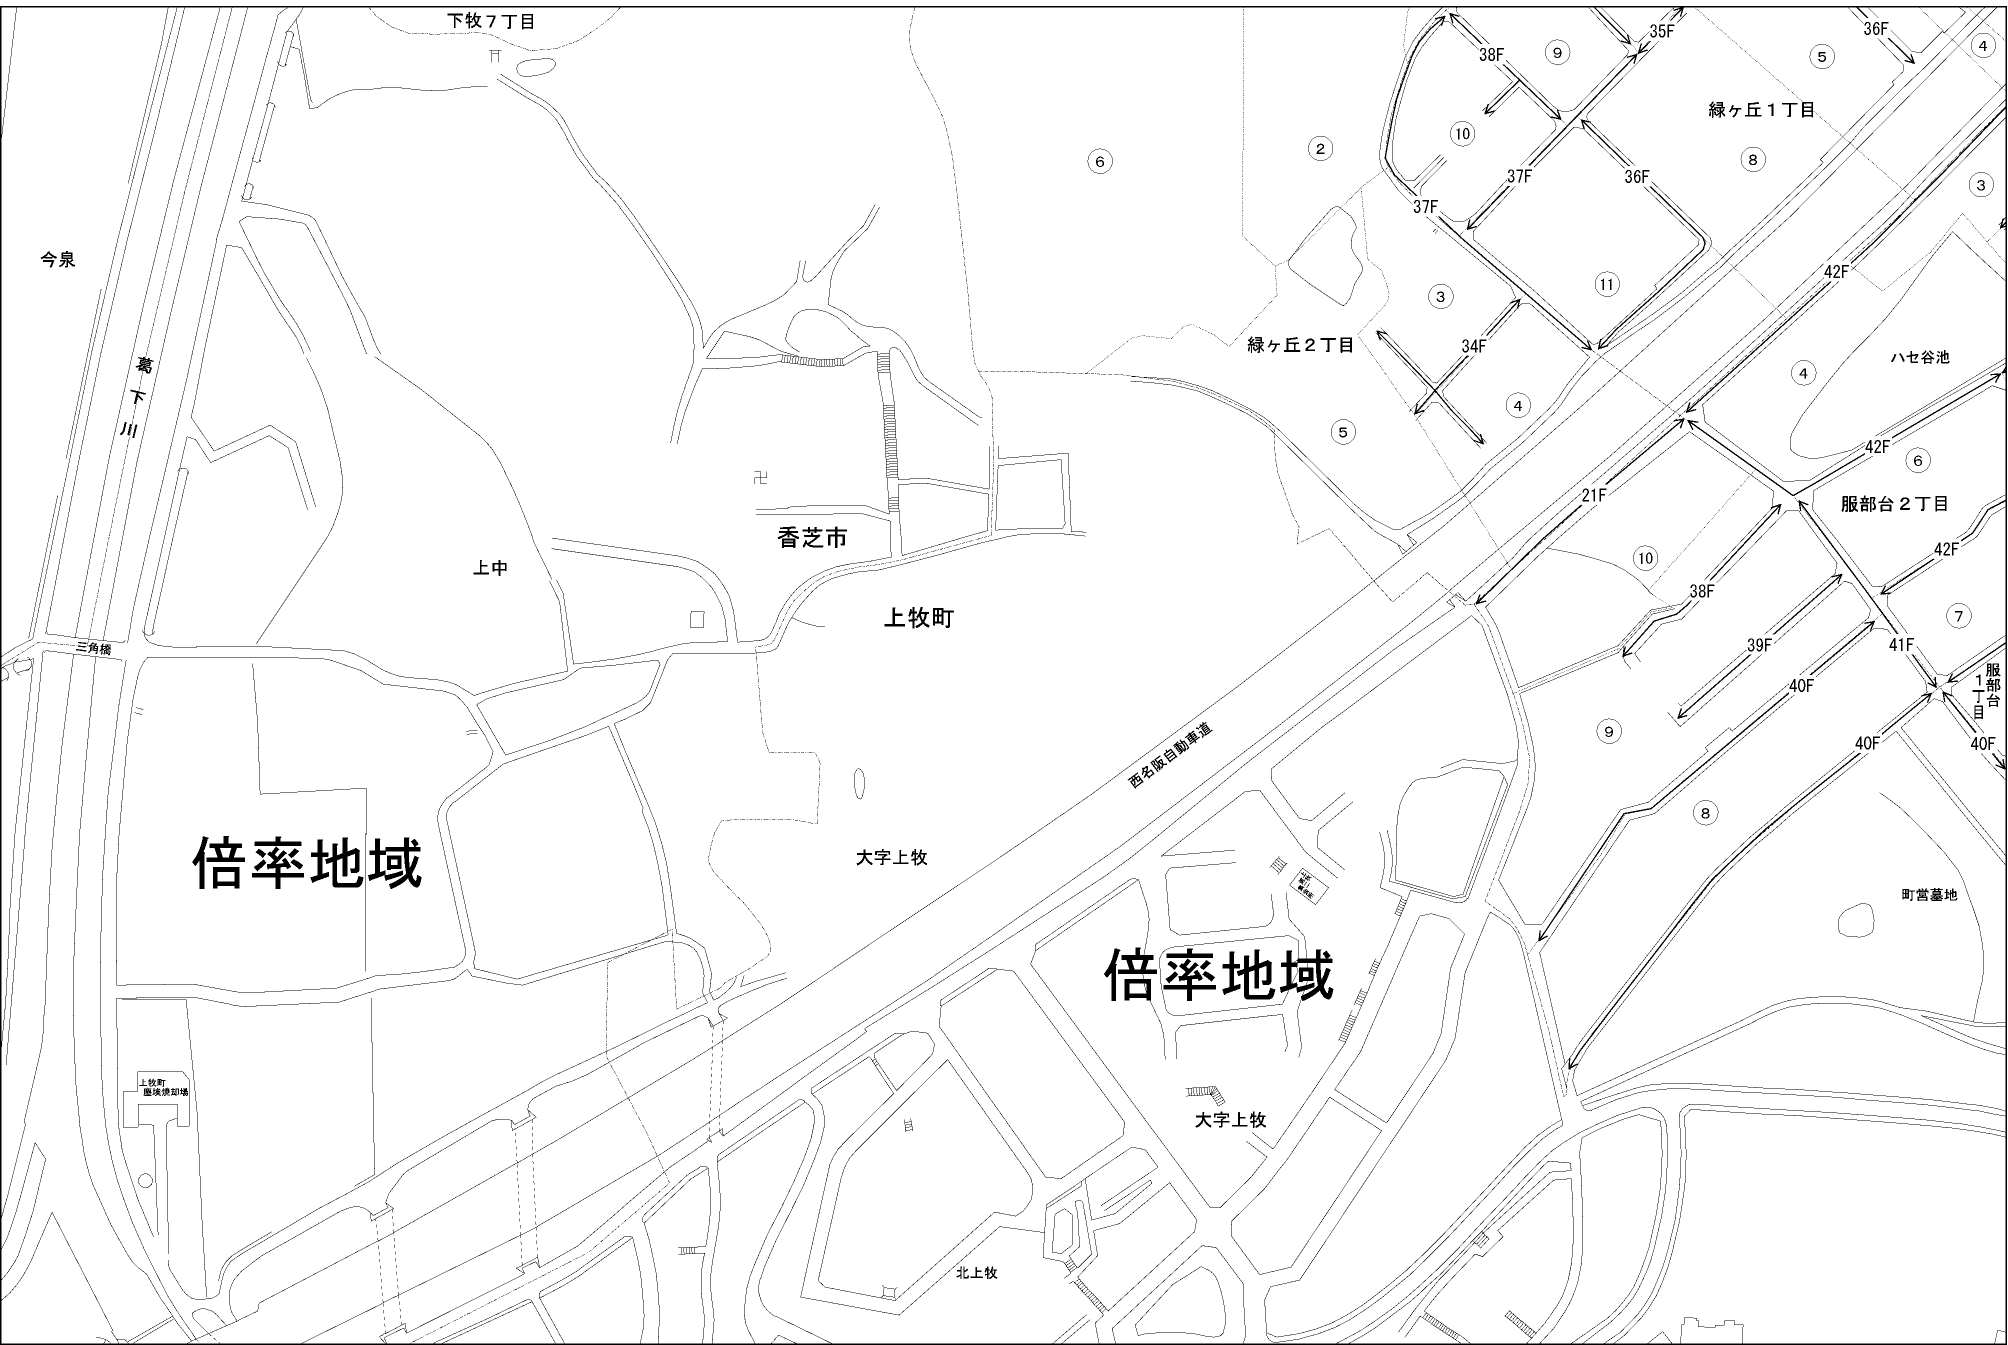 下牧７丁目
38F
⑨
35F
36F
⑤
④
緑ヶ丘１丁目
②
⑩
⑥
⑧
37F
36F
③
37F
今泉
42F
⑪
③
緑ヶ丘２丁目
34F
ハセ谷池
④
葛下川
④
⑤
42F
⑥
21F
服部台２丁目
香芝市
42F
⑩
上中
38F
上牧町
⑦
三角橋
39F
41F
服部台１丁目
40F
⑨
40F
40F
西名阪自動車道
⑧
倍率地域
大字上牧
町営墓地
倍率地域
上牧町
塵埃焼却場
大字上牧
北上牧